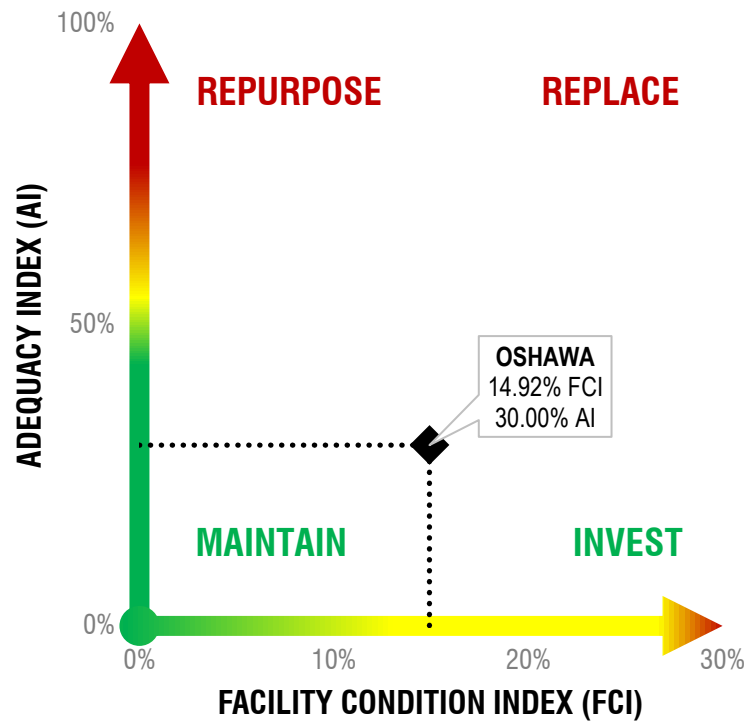 100%
REPURPOSE
REPLACE
ADEQUACY INDEX (AI)
50%
OSHAWA
14.92% FCI
30.00% AI
MAINTAIN
INVEST
0%
0%
10%
20%
30%
FACILITY CONDITION INDEX (FCI)